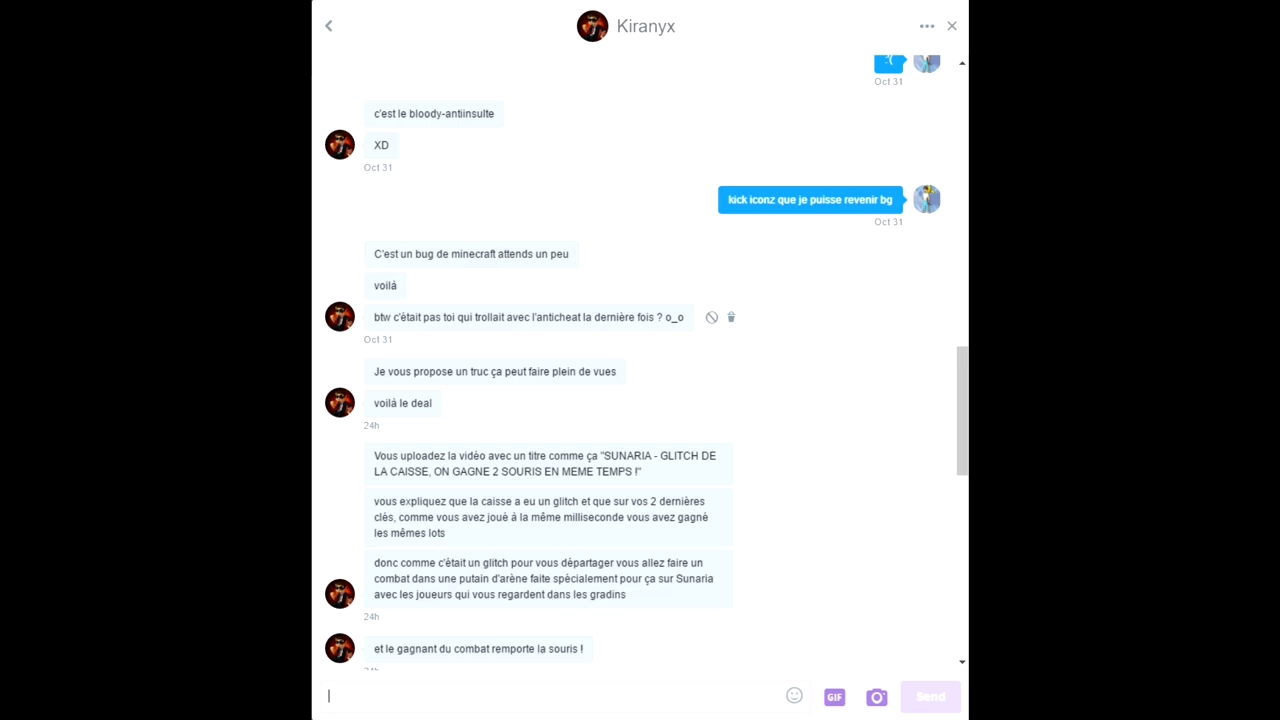 Kiranyx
:(
Oct 31
c'est le bloody-antiinsulte
XD
Oct 31
kick iconz que je puisse revenir bg
Oct 31
C'est un bug de minecraft attends un peu
voilà
btw c'était pas toi qui trollait avec l'anticheat la dernière fois ? o_o
Oct 31
Je vous propose un truc ça peut faire plein de vues
voilà le deal
24h
Vous uploadez la vidéo avec un titre comme ça "SUNARIA - GLITCH DE
LA CAISSE, ON GAGNE 2 SOURIS EN MEME TEMPS !"
vous expliquez que la caisse a eu un glitch et que sur vos 2 dernières
clés, comme vous avez joué à la même milliseconde vous avez gagné
les mêmes lots
donc comme c'était un glitch pour vous départager vous allez faire un
combat dans une putain d'arène faite spécialement pour ça sur Sunaria
avec les joueurs qui vous regardent dans les gradins
24h
et le gagnant du combat remporte la souris !
GIF
Send